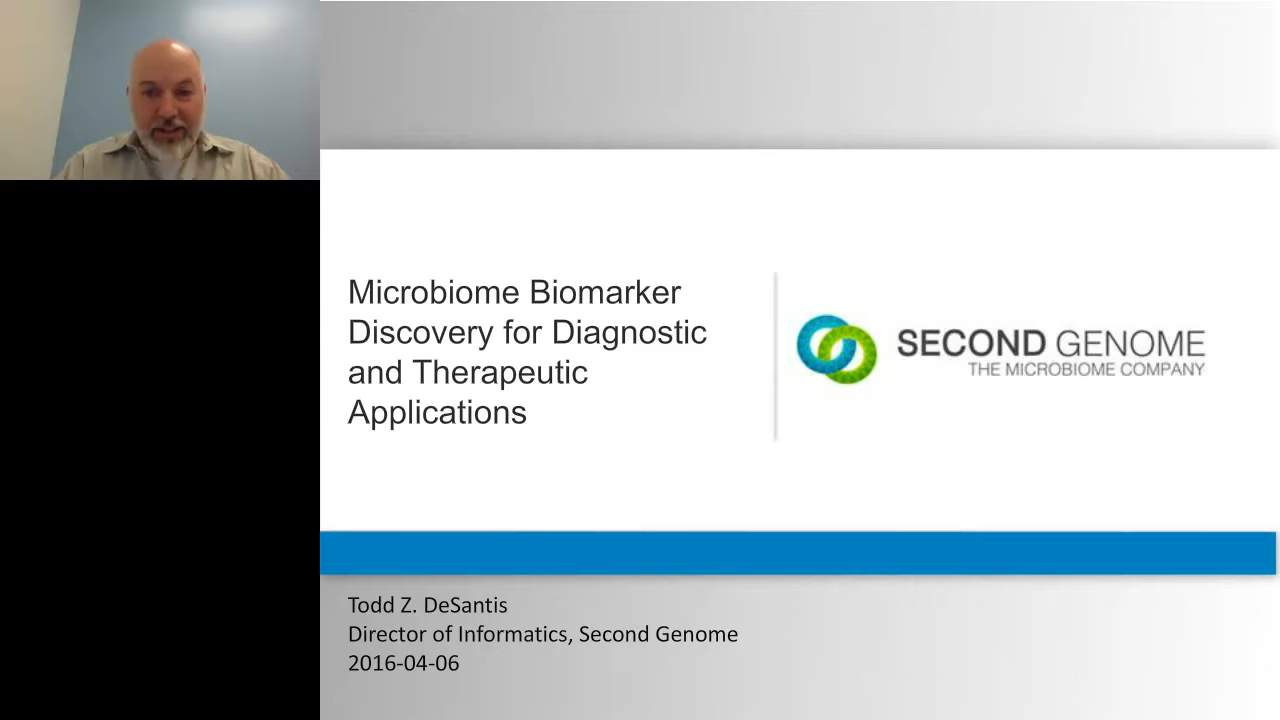 Microbiome Biomarker
Discovery for Diagnostic
and Therapeutic
Applications
SECOND GENOME
THE MICROBIOME COMPANY
Todd Z. DeSantis
Director of Informatics, Second Genome
2016-04-06